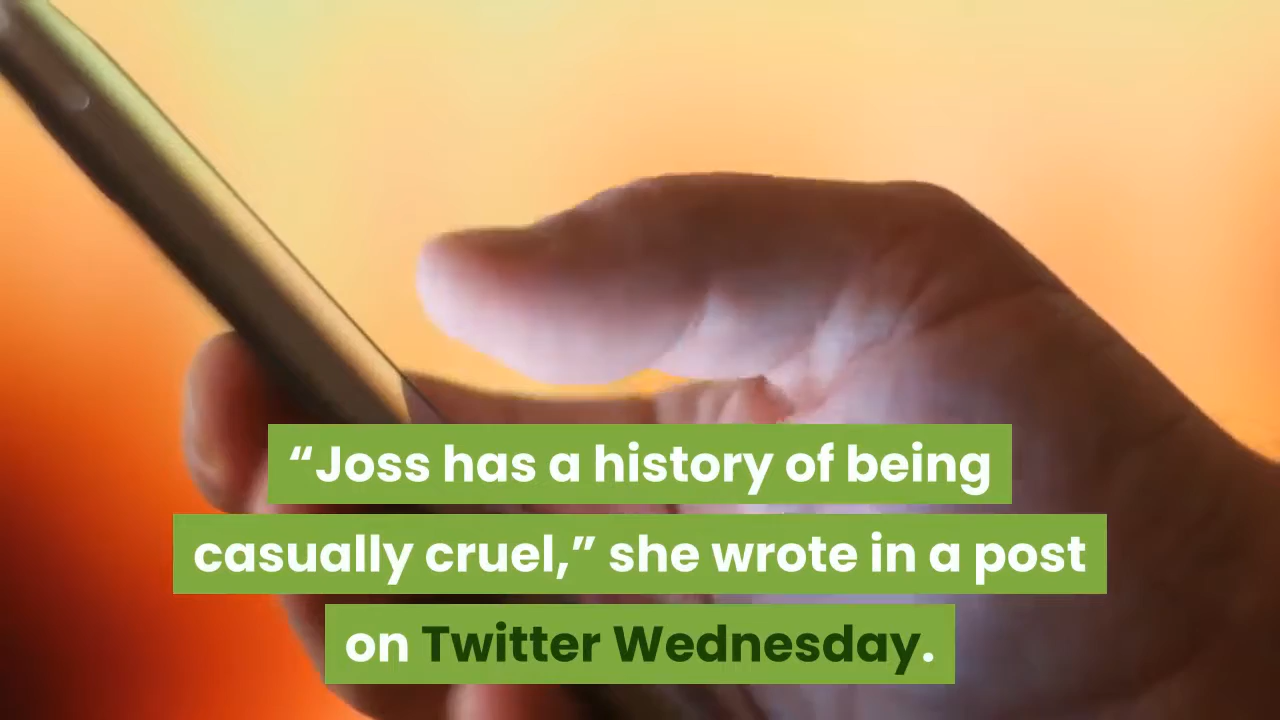 “Joss has a history of being
casually cruel,” she wrote in a post
on Twitter Wednesday.